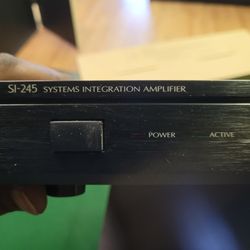 SI-245 SYSTEMS INTEGRATION AMPLIFIER
POWER ACTIVE